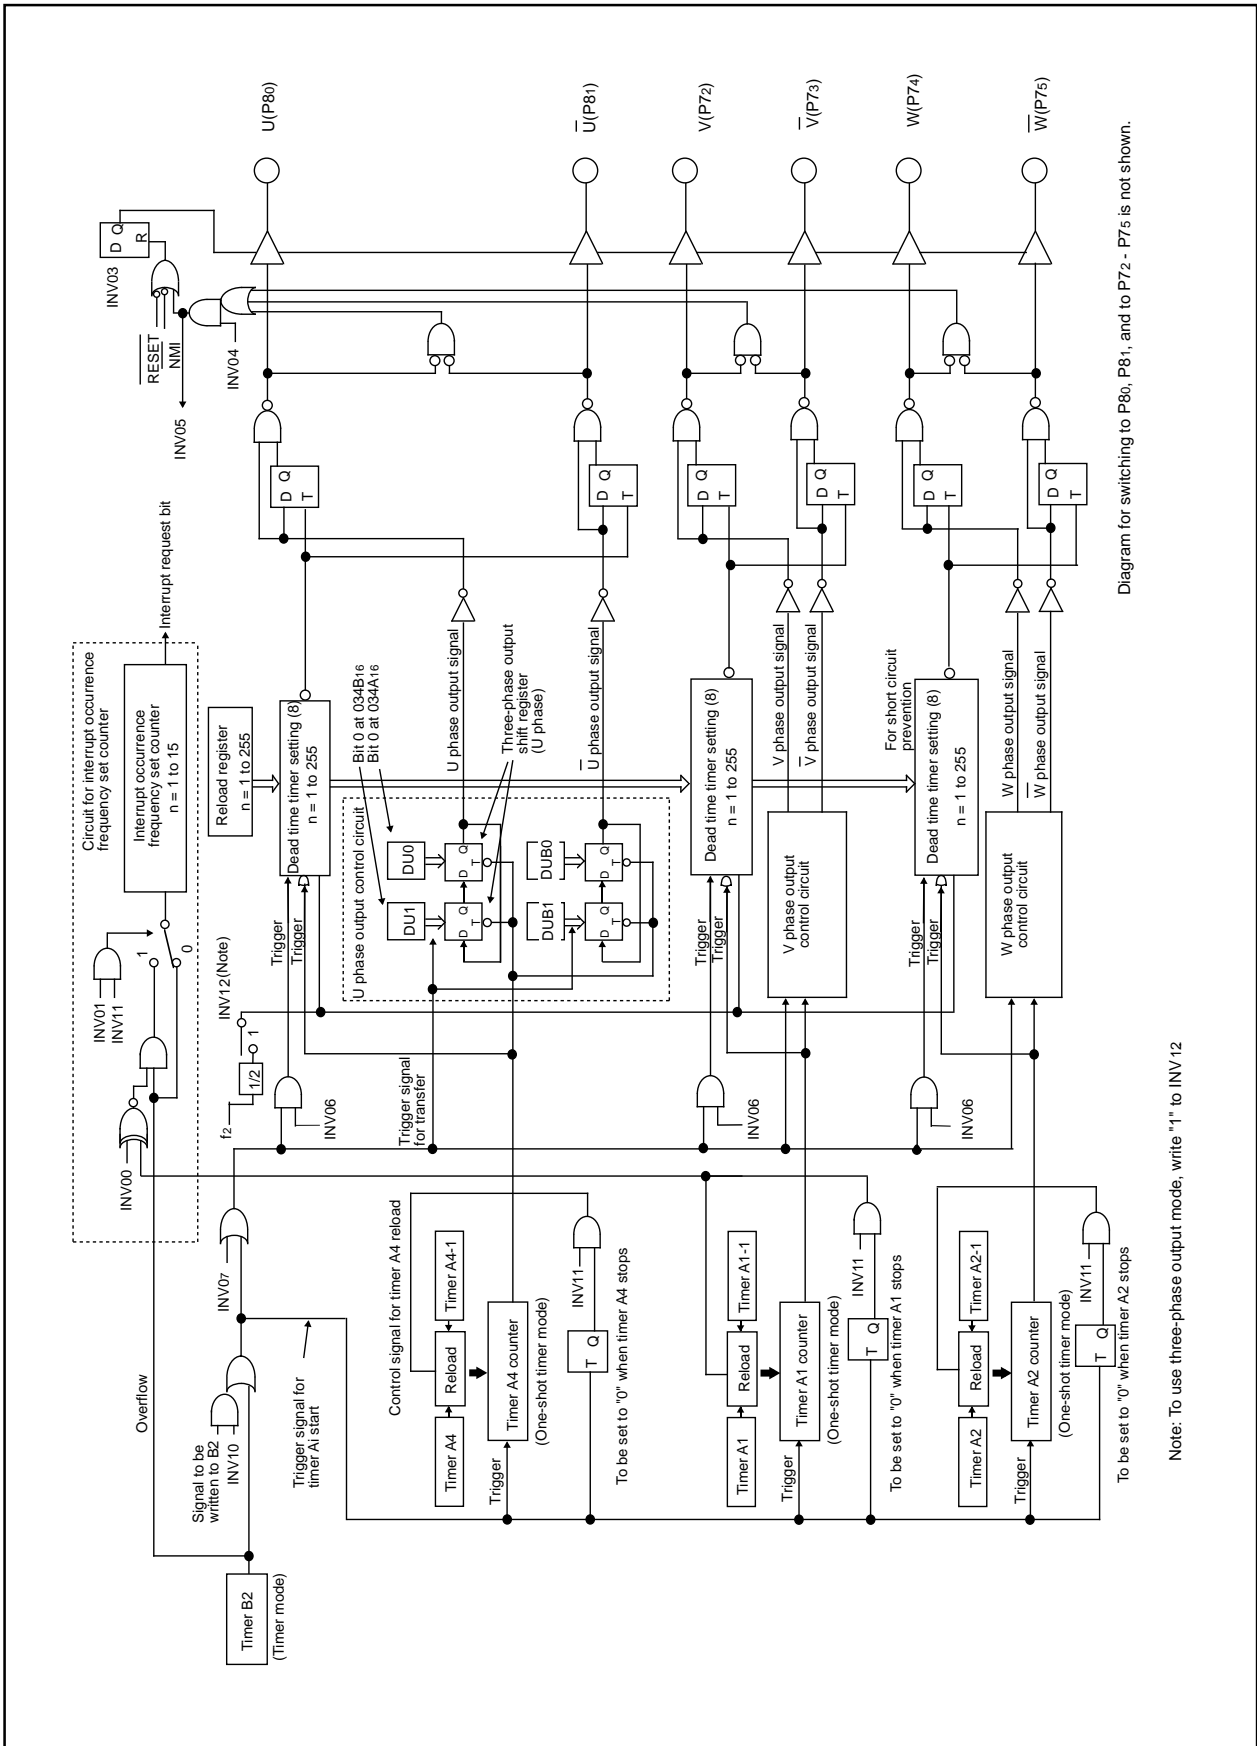 Diagram for switching to P80, P81, and to P72 - P75 is not shown.
U(P80)
U(P81)
V(P72)
V(P73)
W(P74)
W(P75)
INV03
D Q
R
RESET
NMI
INV04
INV05
D Q
T
D Q
T
D Q
T
D Q
T
D Q
T
D Q
T
Interrupt request bit
Circuit for interrupt occurrence
frequency set counter
Interrupt occurrence
frequency set counter
n = 1 to 15
Reload register
n = 1 to 255
Dead time timer setting (8)
n = 1 to 255
Trigger
Trigger
INV01
INV11
1
0
INV00
INV12(Note)
1
1/2
f2
INV06
INV07
U phase output control circuit
Bit 0 at 034B16
Bit 0 at 034A16
DU0
DU1
D Q
T
D Q
T
DUB0
DUB1
D Q
T
D Q
T
U phase output signal
U phase output signal
Three-phase output
shift register
(U phase)
Trigger signal
for transfer
Dead time timer setting (8)
n = 1 to 255
Trigger
Trigger
V phase output signal
V phase output signal
V phase output
control circuit
INV06
For short circuit
prevention
Dead time timer setting (8)
n = 1 to 255
Trigger
Trigger
W phase output signal
W phase output signal
W phase output
control circuit
INV06
Overflow
Signal to be
written to B2
INV10
Trigger signal for
timer Ai start
Timer B2
(Timer mode)
Control signal for timer A4 reload
Timer A4-1
Reload
Timer A4
Timer A4 counter
(One-shot timer mode)
Trigger
INV11
T Q
To be set to "0" when timer A4 stops
Timer A1-1
Reload
Timer A1
Timer A1 counter
(One-shot timer mode)
Trigger
INV11
T Q
To be set to "0" when timer A1 stops
Timer A2-1
Reload
Timer A2
Timer A2 counter
(One-shot timer mode)
Trigger
INV11
T Q
To be set to "0" when timer A2 stops
Note: To use three-phase output mode, write "1" to INV12